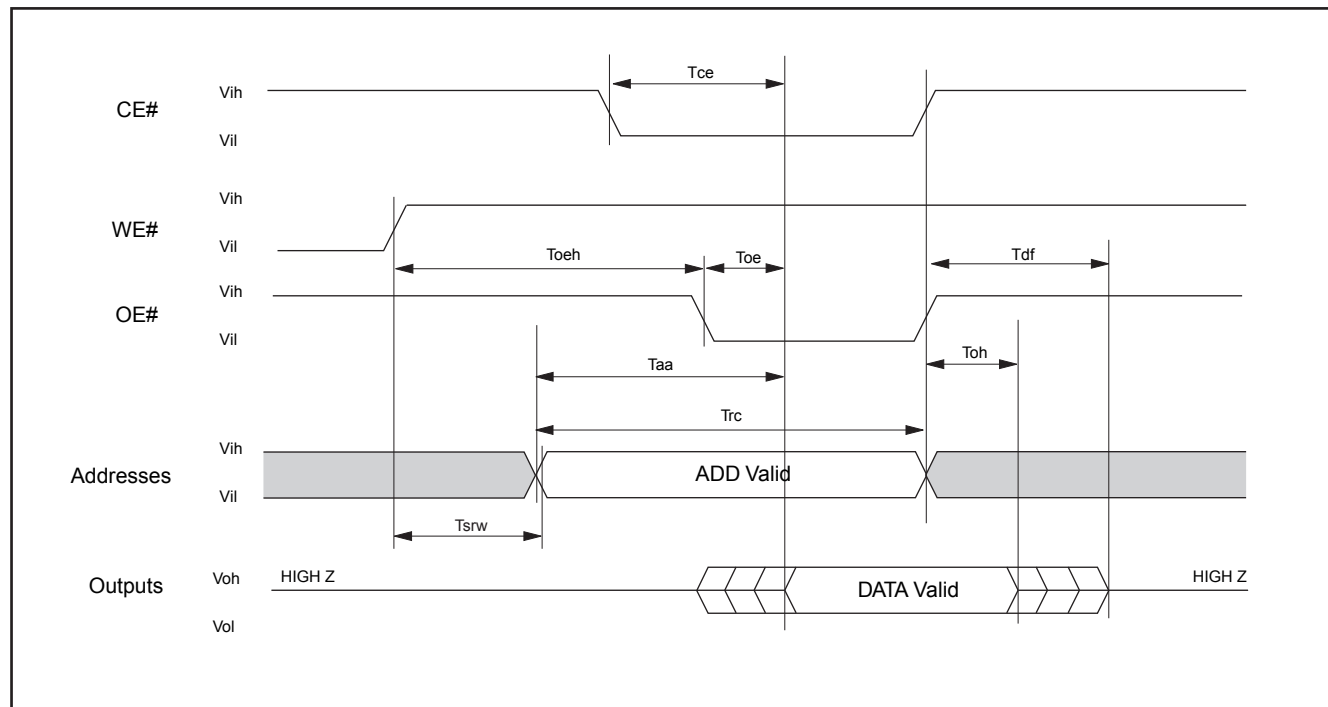 Tce
Vih
CE#
Vil
Vih
WE#
Vil
Toeh
Toe
Tdf
Vih
OE#
Vil
Toh
Taa
Trc
Vih
Addresses
ADD Valid
Vil
Tsrw
Voh
HIGH Z
Outputs
DATA Valid
HIGH Z
Vol